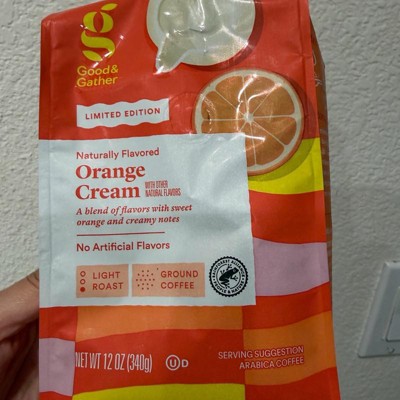 g
Good&
Gather
LIMITED EDITION
Naturally Flavored
Orange
Cream WITH OTHER
NATURAL FLAVORS
A blend of flavors with sweet
orange and creamy notes
No Artificial Flavors
LIGHT
ROAST
GROUND
COFFEE
NET WT 12 OZ (340g)
U D
SERVING SUGGESTION
ARABICA COFFEE